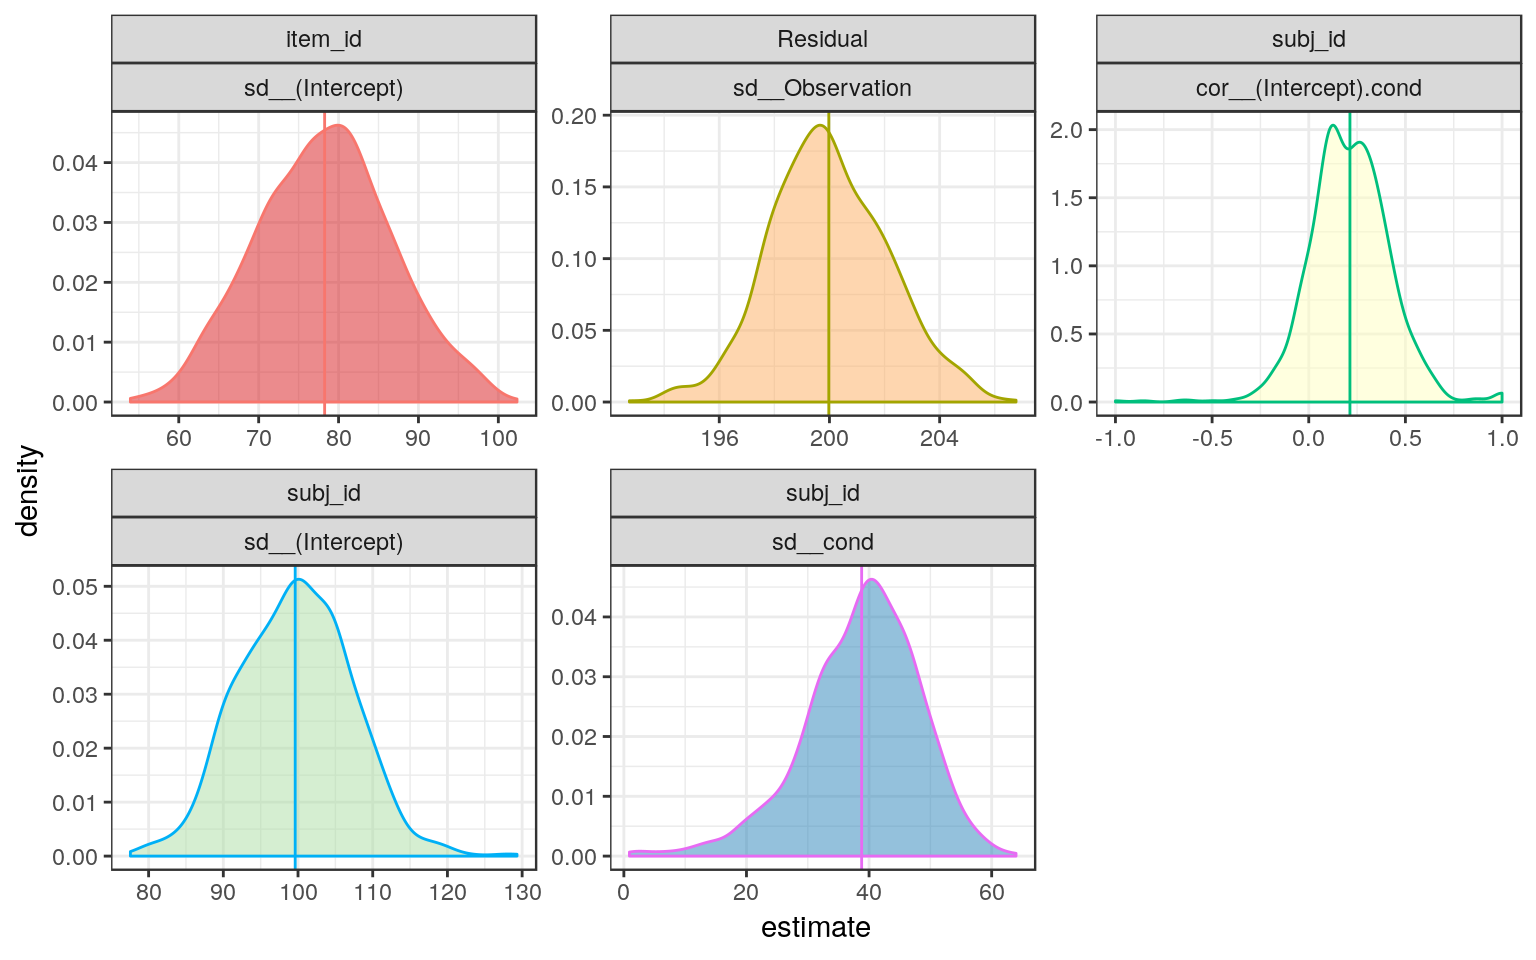 item_id
sd__(Intercept)
0.04
0.03
0.02
0.01
0.00
60 70 80 90 100
Residual
sd__Observation
0.20
0.15
0.10
0.05
0.00
196 200 204
subj_id
cor__(Intercept).cond
2.0
1.5
1.0
0.5
0.0
-1.0 -0.5 0.0 0.5 1.0
density
subj_id
sd__(Intercept)
0.05
0.04
0.03
0.02
0.01
0.00
80 90 100 110 120 130
subj_id
sd__cond
0.04
0.03
0.02
0.01
0.00
0 20 40 60
estimate